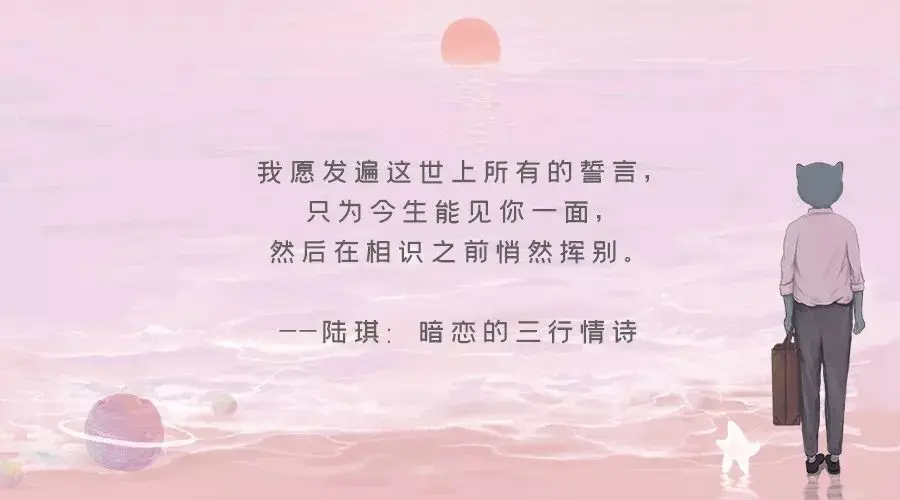 我愿发遍这世上所有的誓言，
只为今生能见你一面，
然后在相识之前悄然挥别。
——陆琪：暗恋的三行情诗